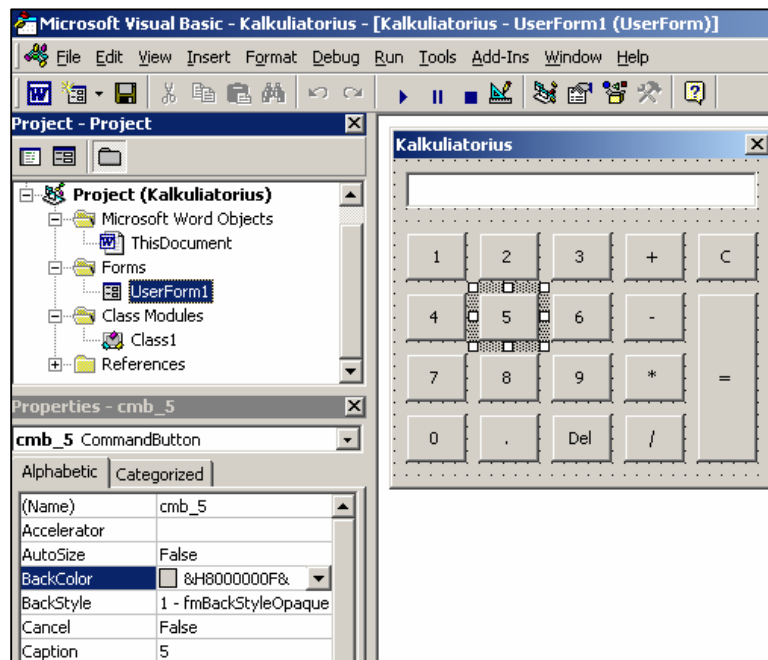 Microsoft Visual Basic - Kalkuliatorius - [Kalkuliatorius - UserForm1 (UserForm)]
File Edit View Insert Format Debug Run Tools Add-Ins Window Help
Project - Project
Project (Kalkuliatorius)
Microsoft Word Objects
ThisDocument
Forms
UserForm1
Class Modules
Class1
References
Properties - cmb_5
cmb_5 CommandButton
Alphabetic Categorized
(Name) cmb_5
Accelerator
AutoSize False
BackColor &H8000000F&
BackStyle 1 - fmBackStyleOpaque
Cancel False
Caption 5
Kalkuliatorius
1 2 3 + C
4 5 6 -
7 8 9 * =
0 . Del /